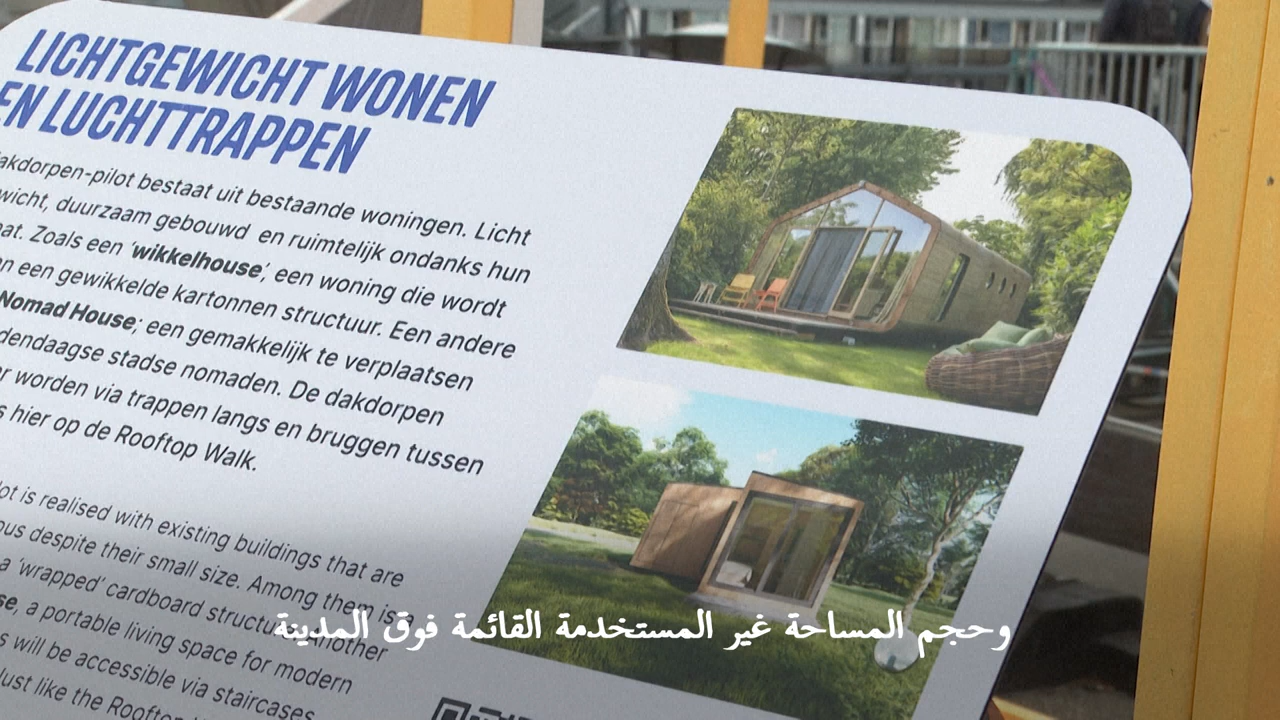 LICHTGEWICHT WONEN
EN LUCHTTRAPPEN
akdorpen-pilot bestaat uit bestaande woningen. Licht
wicht, duurzaam gebouwd en ruimtelijk ondanks hun
at. Zoals een ‘wikkelhouse’, een woning die wordt
n een gewikkelde kartonnen structuur. Een andere
Nomad House; een gemakkelijk te verplaatsen
dendaagse stadse nomaden. De dakdorpen
r worden via trappen langs en bruggen tussen
s hier op de Rooftop Walk.
lot is realised with existing buildings that are
ous despite their small size. Among them is a
a ‘wrapped’ cardboard structure. Another
se, a portable living space for modern
s will be accessible via staircases
Just like the Rooftop
وحجم المساحة غير المستخدمة القائمة فوق المدينة